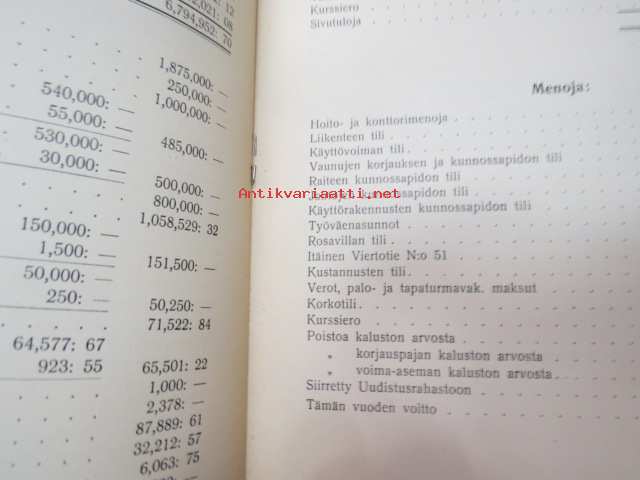 12
2,021: 08
6,794,952: 70
1,875,000: —
250,000: —
540,000: —
1,000,000: —
55,000: —
485,000: —
530,000: —
30,000: —
500,000: —
800,000: —
1,058,529: 32
150,000: —
1,500: —
151,500: —
50,000: —
250: —
50,250: —
71,522: 84
64,577: 67
923: 55
65,501: 22
1,000: —
2,378: —
87,889: 61
32,212: 57
6,063: 75
Kurssiero
Sivutuloja
Menoja:
Hoito- ja konttorimenoja
Liikenteen tili
Käyttövoiman tili
Vaunujen korjauksen ja kunnossapidon tili
Raiteen kunnossapidon tili
kunnossapidon tili
Antikvariaatti.net
Käyttörakennusten kunnossapidon tili
Työväenasunnot
Rosavillan tili
Itäinen Viertotie N:o 51
Kustannusten tili
Verot, palo- ja tapaturmavak. maksut
Korkotili
Kurssiero
Poistoa kaluston arvosta
„ korjauspajan kaluston arvosta
„ voima-aseman kaluston arvosta
Siirretty Uudistusrahastoon
Tämän vuoden voitto